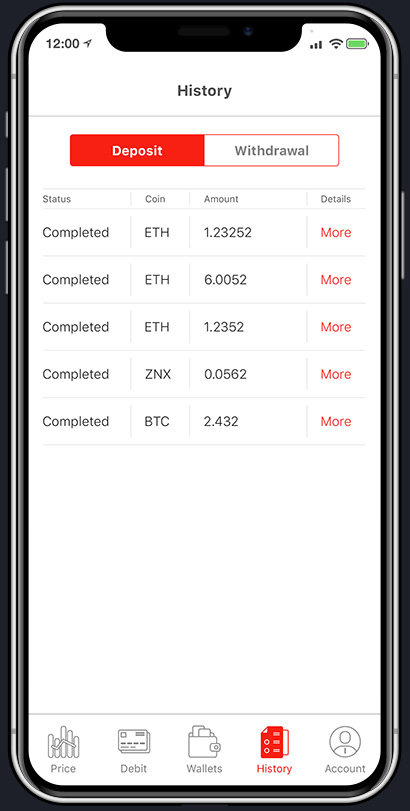 12:00
History
Deposit Withdrawal
Status Coin Amount Details
Completed ETH 1.23252 More
Completed ETH 6.0052 More
Completed ETH 1.2352 More
Completed ZNX 0.0562 More
Completed BTC 2.432 More
Price Debit Wallets History Account